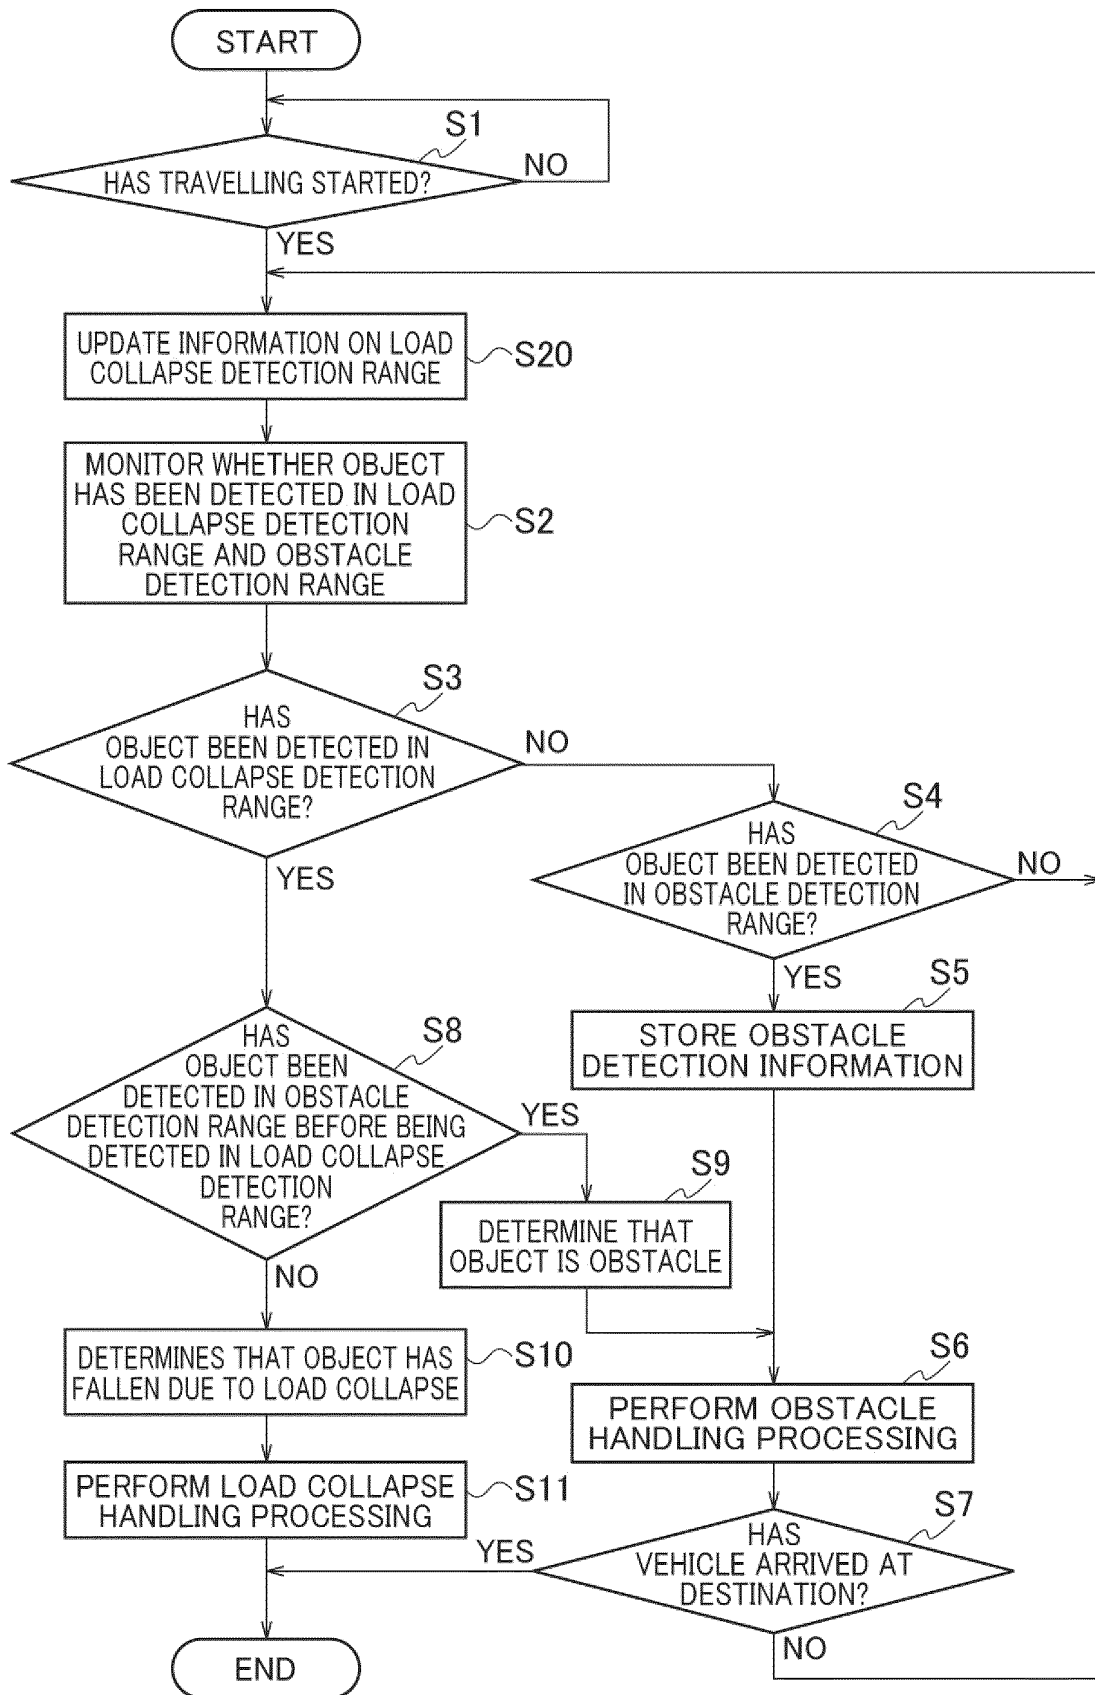 START
S1
HAS TRAVELLING STARTED?
NO
YES
UPDATE INFORMATION ON LOAD
COLLAPSE DETECTION RANGE
S20
MONITOR WHETHER OBJECT
HAS BEEN DETECTED IN LOAD
COLLAPSE DETECTION
RANGE AND OBSTACLE
DETECTION RANGE
S2
S3
HAS
OBJECT BEEN DETECTED IN
LOAD COLLAPSE DETECTION
RANGE?
NO
YES
S4
HAS
OBJECT BEEN DETECTED
IN OBSTACLE DETECTION
RANGE?
NO
YES
S5
STORE OBSTACLE
DETECTION INFORMATION
S8
HAS
OBJECT BEEN
DETECTED IN OBSTACLE
DETECTION RANGE BEFORE BEING
DETECTED IN LOAD COLLAPSE
DETECTION
RANGE?
YES
NO
S9
DETERMINE THAT
OBJECT IS OBSTACLE
DETERMINES THAT OBJECT HAS
FALLEN DUE TO LOAD COLLAPSE
S10
S6
PERFORM OBSTACLE
HANDLING PROCESSING
PERFORM LOAD COLLAPSE
HANDLING PROCESSING
S11
S7
HAS
VEHICLE ARRIVED AT
DESTINATION?
YES
NO
END